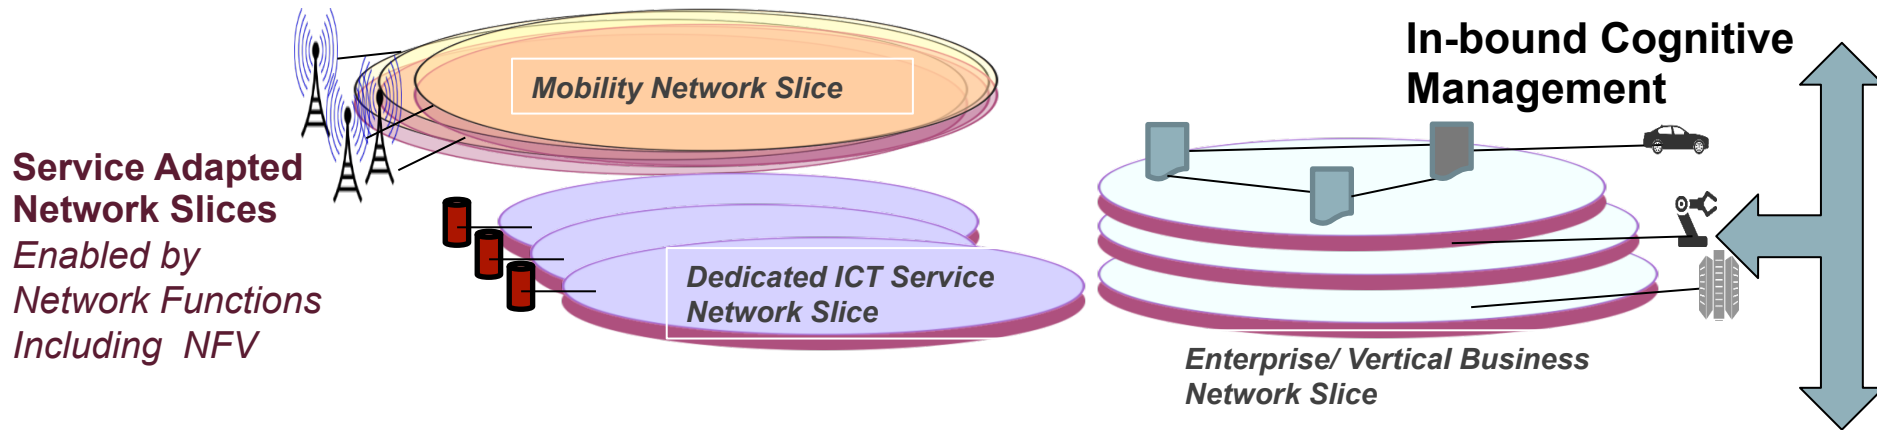 In-bound Cognitive
Management
Mobility Network Slice
Service Adapted
Network Slices
Enabled by
Network Functions
Including NFV
Dedicated ICT Service
Network Slice
Enterprise/ Vertical Business
Network Slice